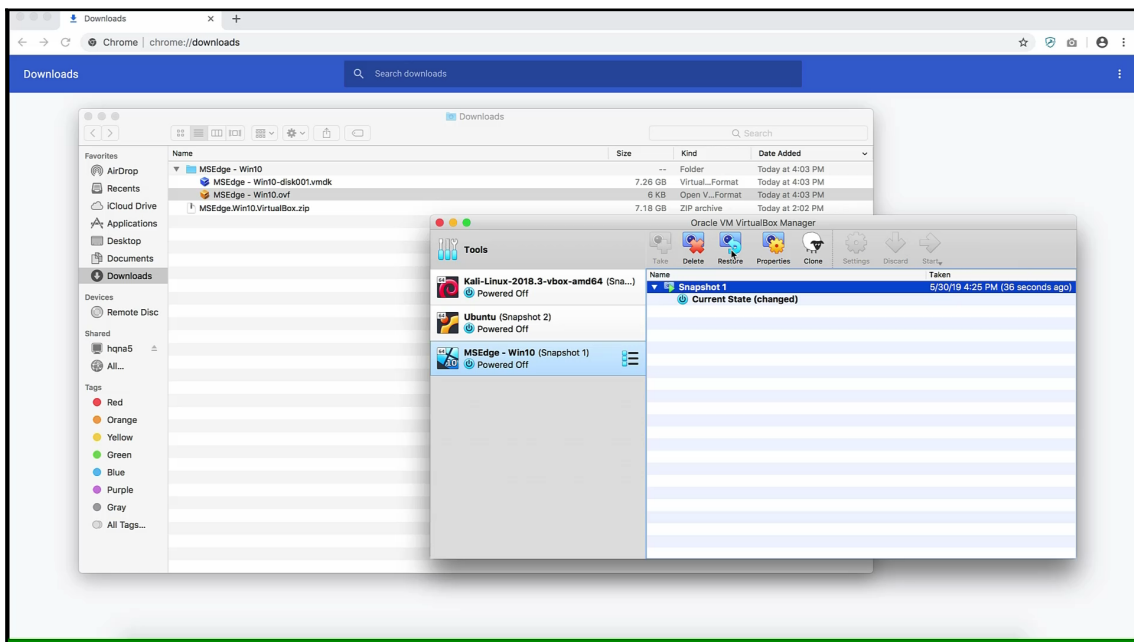 Downloads
Chrome | chrome://downloads
Downloads
Search downloads
Downloads
Search
Favorites
AirDrop
Recents
iCloud Drive
Applications
Desktop
Documents
Downloads
Devices
Remote Disc
Shared
hqna5
All...
Tags
Red
Orange
Yellow
Green
Blue
Purple
Gray
All Tags...
Name Size Kind Date Added
MSEdge - Win10 -- Folder Today at 4:03 PM
MSEdge - Win10-disk001.vmdk 7.26 GB Virtual...Format Today at 4:03 PM
MSEdge - Win10.ovf 6 KB Open V...Format Today at 4:03 PM
MSEdge.Win10.VirtualBox.zip 7.18 GB ZIP archive Today at 2:02 PM
Oracle VM VirtualBox Manager
Tools
Take Delete Restore Properties Clone Settings Discard Start
64 Kali-Linux-2018.3-vbox-amd64 (Sna...)
Powered Off
64 Ubuntu (Snapshot 2)
Powered Off
64 10 MSEdge - Win10 (Snapshot 1)
Powered Off
Name Taken
Snapshot 1 5/30/19 4:25 PM (36 seconds ago)
Current State (changed)